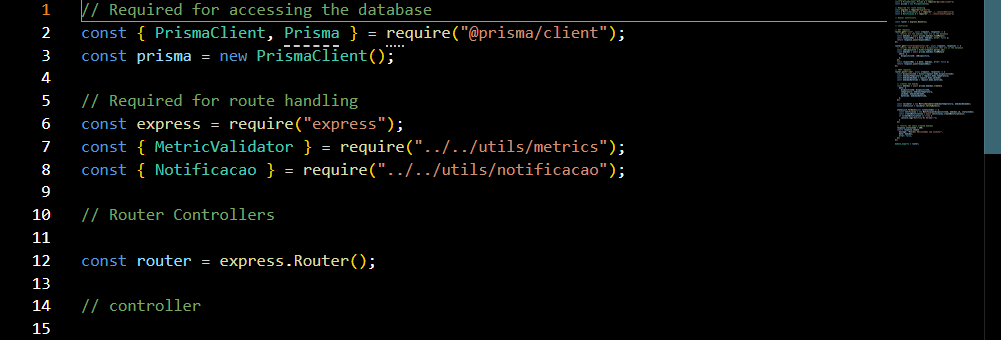 1 // Required for accessing the database
2 const { PrismaClient, Prisma } = require("@prisma/client");
3 const prisma = new PrismaClient();
4
5 // Required for route handling
6 const express = require("express");
7 const { MetricValidator } = require("../../utils/metrics");
8 const { Notificacao } = require("../../utils/notificacao");
9
10 // Router Controllers
11
12 const router = express.Router();
13
14 // controller
15